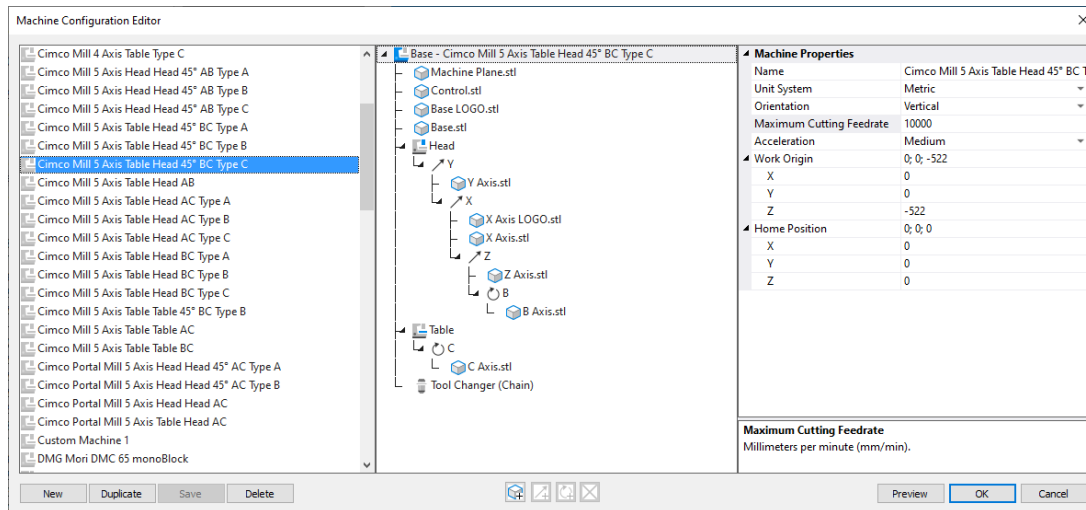 Machine Configuration Editor
Cimco Mill 4 Axis Table Type C
Cimco Mill 5 Axis Head Head 45° AB Type A
Cimco Mill 5 Axis Head Head 45° AB Type B
Cimco Mill 5 Axis Head Head 45° AB Type C
Cimco Mill 5 Axis Table Head 45° BC Type A
Cimco Mill 5 Axis Table Head 45° BC Type B
Cimco Mill 5 Axis Table Head 45° BC Type C
Cimco Mill 5 Axis Table Head AB
Cimco Mill 5 Axis Table Head AC Type A
Cimco Mill 5 Axis Table Head AC Type B
Cimco Mill 5 Axis Table Head AC Type C
Cimco Mill 5 Axis Table Head BC Type A
Cimco Mill 5 Axis Table Head BC Type B
Cimco Mill 5 Axis Table Head BC Type C
Cimco Mill 5 Axis Table Table 45° BC Type B
Cimco Mill 5 Axis Table Table AC
Cimco Mill 5 Axis Table Table BC
Cimco Portal Mill 5 Axis Head Head 45° AC Type A
Cimco Portal Mill 5 Axis Head Head 45° AC Type B
Cimco Portal Mill 5 Axis Head Head AC
Cimco Portal Mill 5 Axis Table Head AC
Custom Machine 1
DMG Mori DMC 65 monoBlock
Base - Cimco Mill 5 Axis Table Head 45° BC Type C
Machine Plane.stl
Control.stl
Base LOGO.stl
Base.stl
Head
Y
Y Axis.stl
X
X Axis LOGO.stl
X Axis.stl
Z
Z Axis.stl
B
B Axis.stl
Table
C
C Axis.stl
Tool Changer (Chain)
Machine Properties
Name Cimco Mill 5 Axis Table Head 45° BC T
Unit System Metric
Orientation Vertical
Maximum Cutting Feedrate 10000
Acceleration Medium
Work Origin 0; 0; -522
X 0
Y 0
Z -522
Home Position 0; 0; 0
X 0
Y 0
Z 0
Maximum Cutting Feedrate
Millimeters per minute (mm/min).
New Duplicate Save Delete Preview OK Cancel